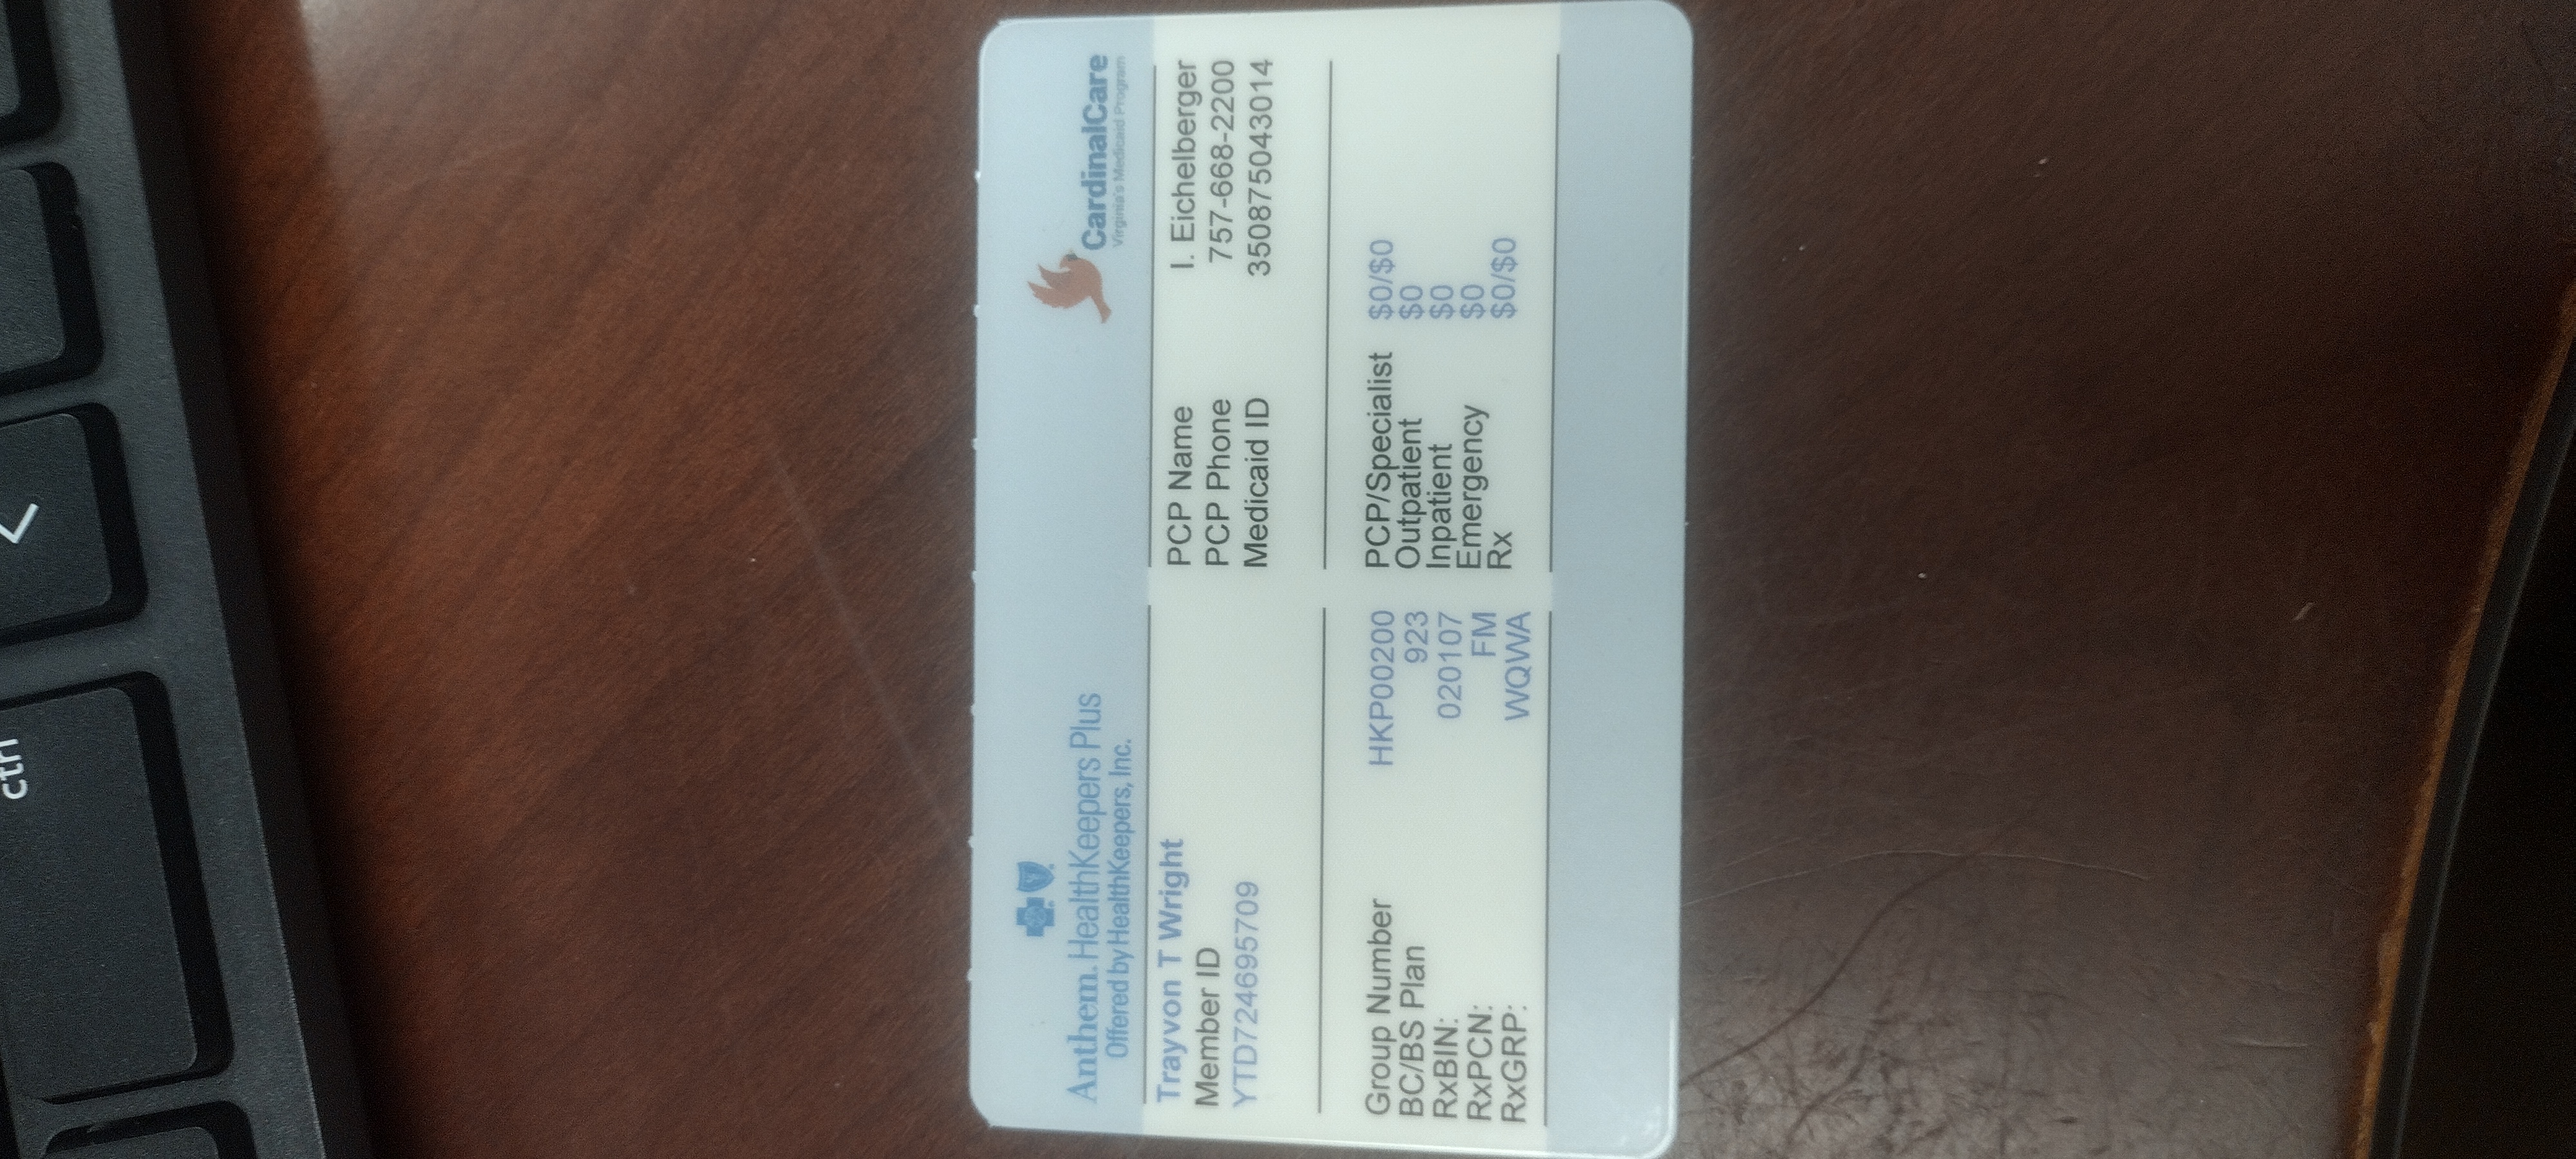 Anthem HealthKeepers Plus
Offered by HealthKeepers, Inc.
CardinalCare
Virginia's Medicaid Program
Trayvon T Wright
Member ID
YTD724695709
PCP Name I. Eichelberger
PCP Phone 757-668-2200
Medicaid ID 350875043014
Group Number HKP00200
BC/BS Plan 923
RxBIN: 020107
RxPCN: FM
RxGRP: WQWA
PCP/Specialist $0/$0
Outpatient $0
Inpatient $0
Emergency $0
Rx $0/$0
ctrl